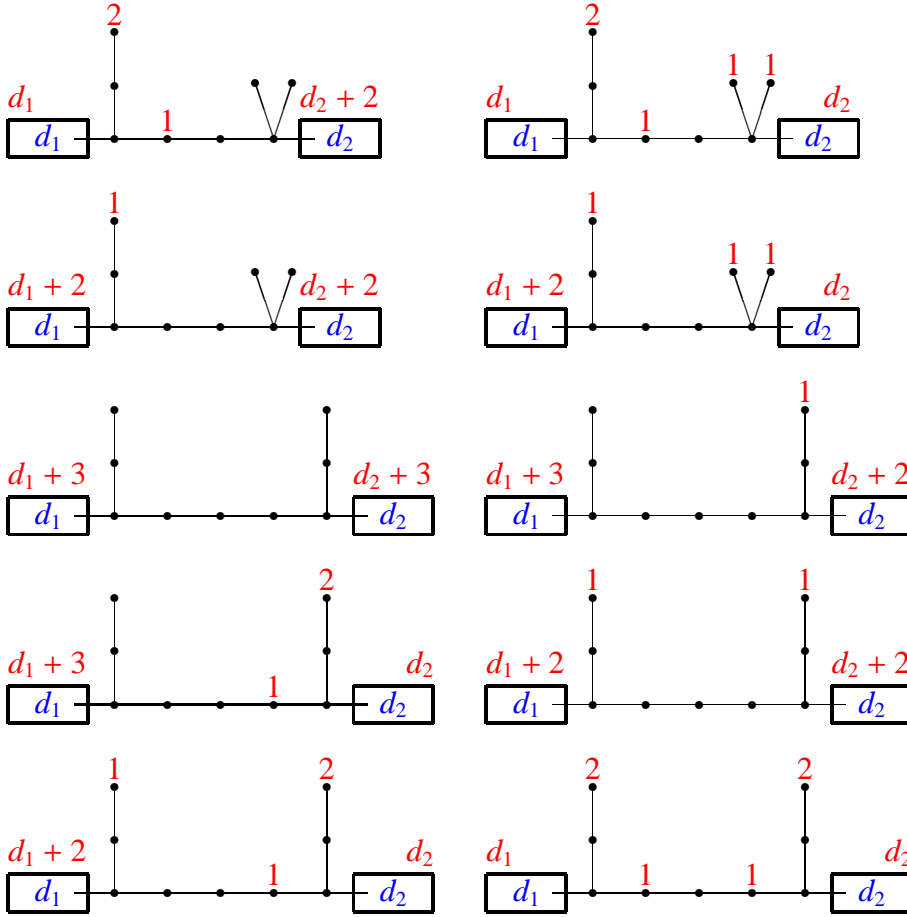 2 2
1 1
d₁ d₂ + 2 d₁ d₂
1 1
d₁ d₂ d₁ d₂
1 1
1 1
d₁ + 2 d₂ + 2 d₁ + 2 d₂
d₁ d₂ d₁ d₂
1
d₁ + 3 d₂ + 3 d₁ + 3 d₂ + 2
d₁ d₂ d₁ d₂
2 1 1
d₁ + 3 d₂ d₁ + 2 d₂ + 2
1
d₁ d₂ d₁ d₂
1 2 2 2
d₁ + 2 d₂ d₁ d₂
1 1 1
d₁ d₂ d₁ d₂